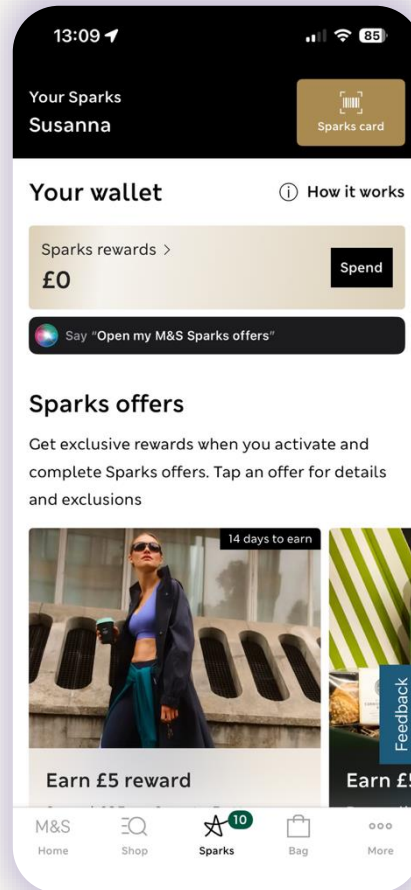 13:09
85
Your Sparks
Susanna
Sparks card
Your wallet
How it works
Sparks rewards >
£0
Spend
Say "Open my M&S Sparks offers"
Sparks offers
Get exclusive rewards when you activate and
complete Sparks offers. Tap an offer for details
and exclusions
14 days to earn
Feedback
Earn £5 reward
Earn £5
10
M&S
Home
Shop
Sparks
Bag
More